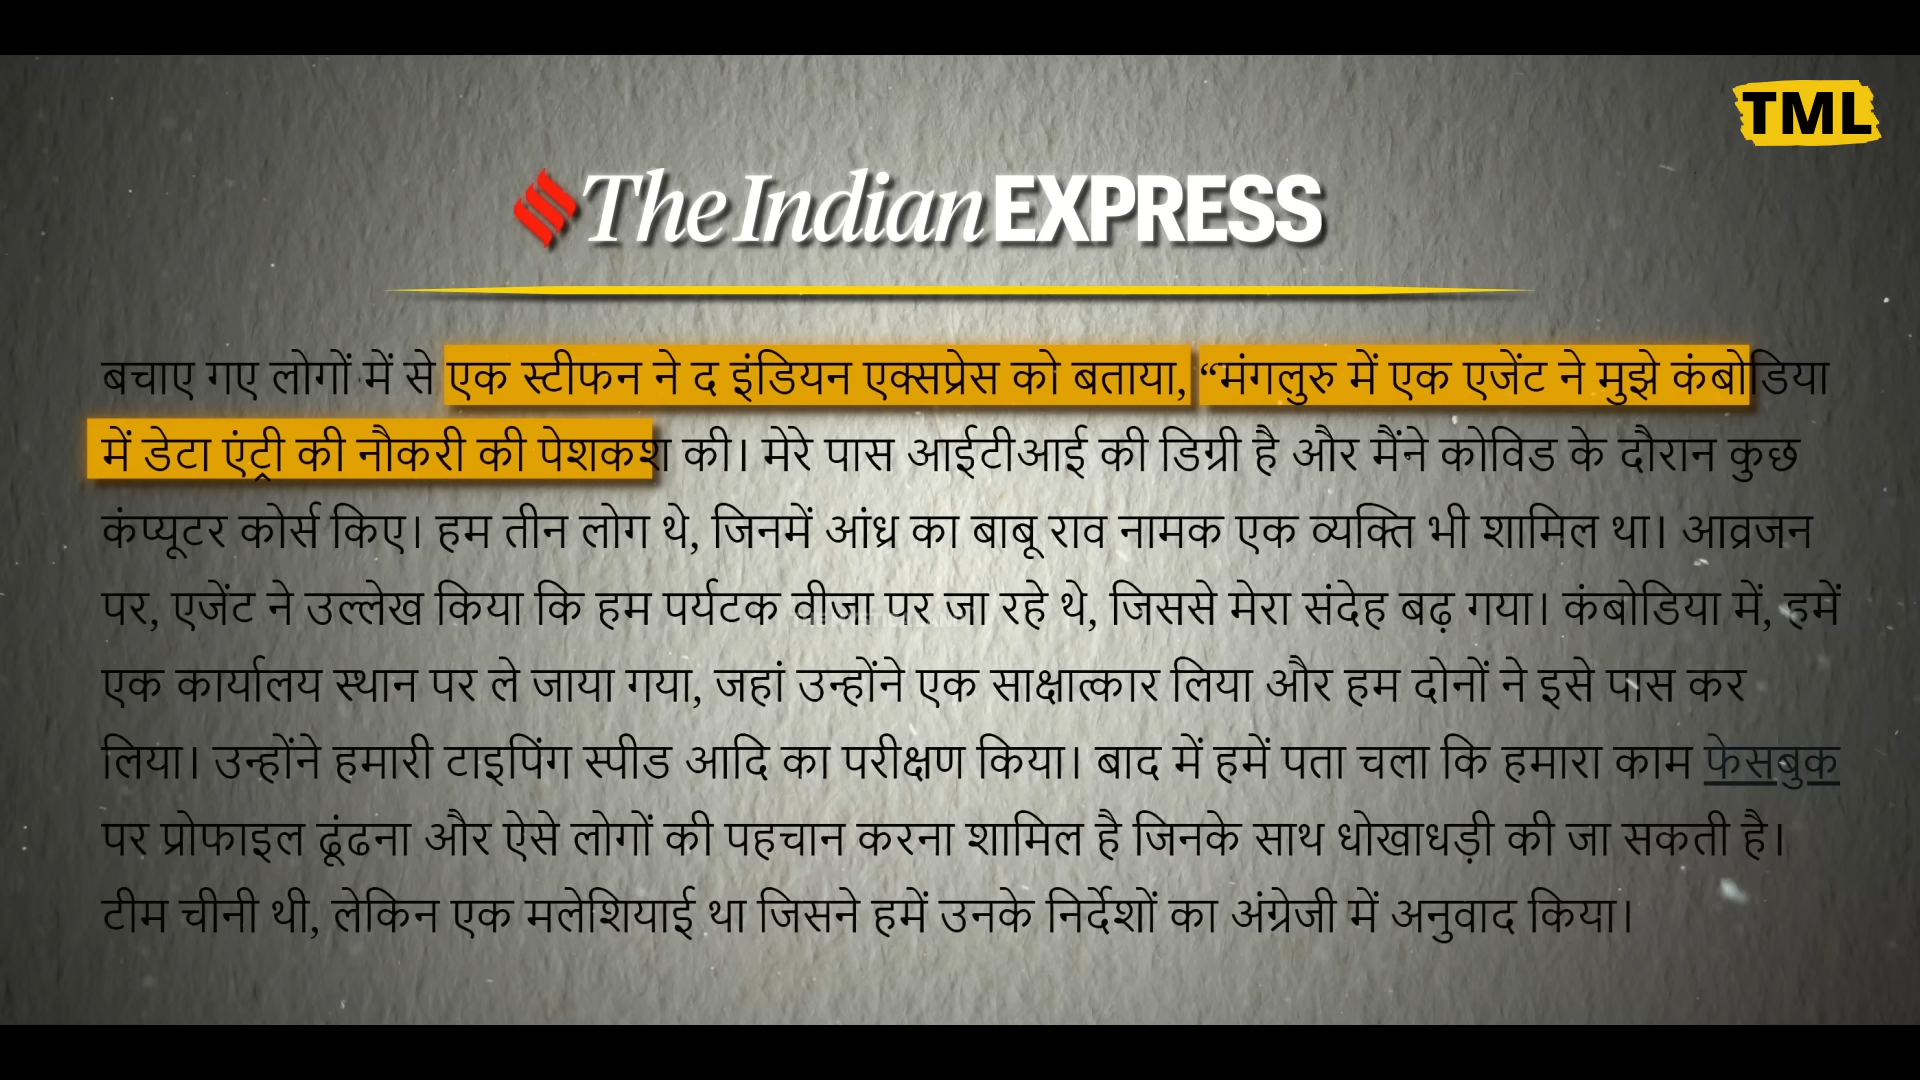 TML
The Indian EXPRESS
बचाए गए लोगों में से एक स्टीफन ने द इंडियन एक्सप्रेस को बताया, “मंगलुरु में एक एजेंट ने मुझे कंबोडिया
में डेटा एंट्री की नौकरी की पेशकश की। मेरे पास आईटीआई की डिग्री है और मैंने कोविड के दौरान कुछ
कंप्यूटर कोर्स किए। हम तीन लोग थे, जिनमें आंध्र का बाबू राव नामक एक व्यक्ति भी शामिल था। आव्रजन
पर, एजेंट ने उल्लेख किया कि हम पर्यटक वीजा पर जा रहे थे, जिससे मेरा संदेह बढ़ गया। कंबोडिया में, हमें
एक कार्यालय स्थान पर ले जाया गया, जहां उन्होंने एक साक्षात्कार लिया और हम दोनों ने इसे पास कर
लिया। उन्होंने हमारी टाइपिंग स्पीड आदि का परीक्षण किया। बाद में हमें पता चला कि हमारा काम फेसबुक
पर प्रोफाइल ढूंढना और ऐसे लोगों की पहचान करना शामिल है जिनके साथ धोखाधड़ी की जा सकती है।
टीम चीनी थी, लेकिन एक मलेशियाई था जिसने हमें उनके निर्देशों का अंग्रेजी में अनुवाद किया।